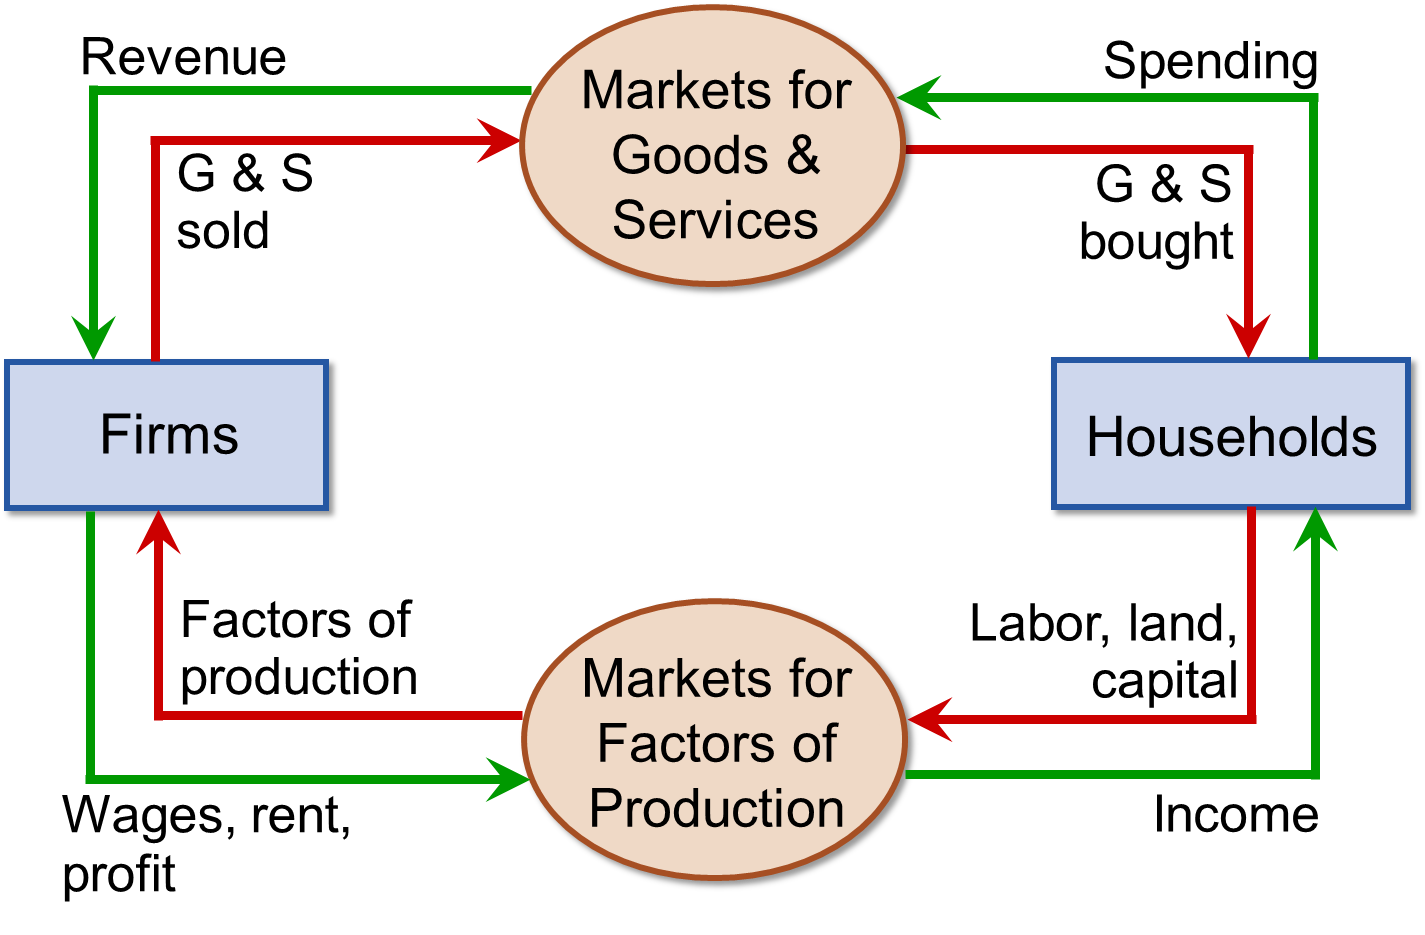 Revenue
Markets for
Goods &
Services
Spending
G & S
sold
G & S
bought
Firms
Households
Factors of
production
Markets for
Factors of
Production
Labor, land,
capital
Wages, rent,
profit
Income